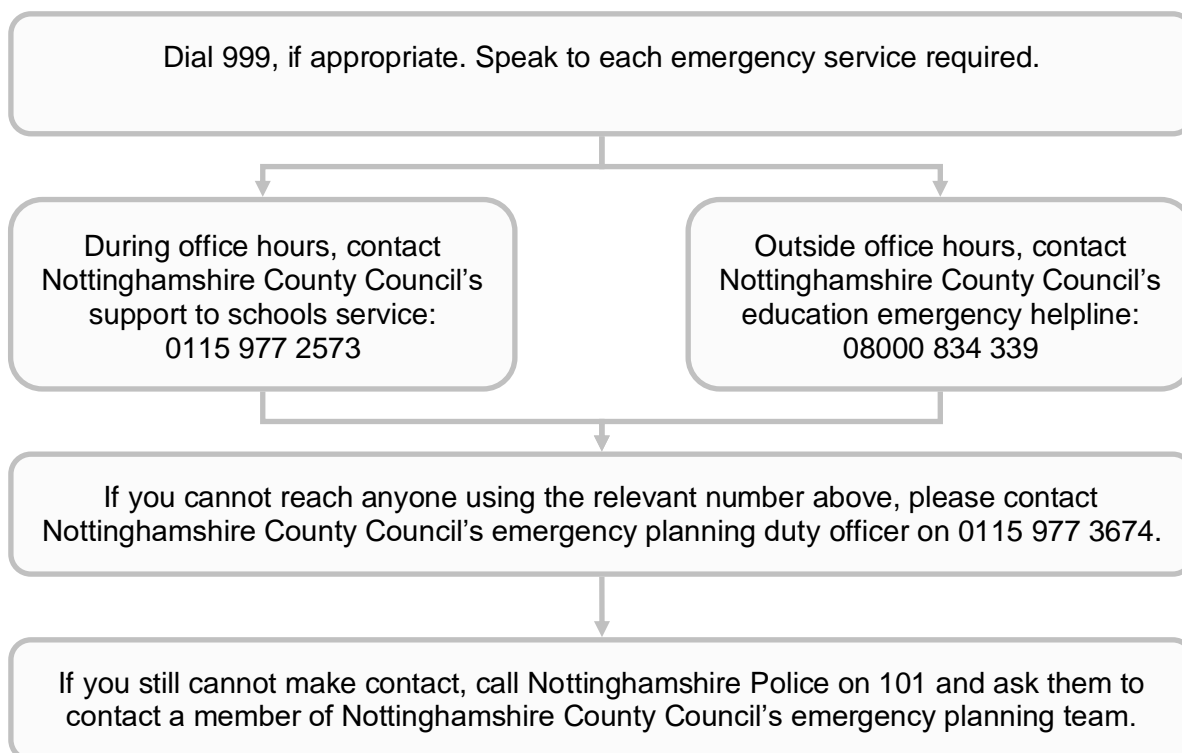 Dial 999, if appropriate. Speak to each emergency service required.
During office hours, contact
Nottinghamshire County Council's
support to schools service:
0115 977 2573
Outside office hours, contact
Nottinghamshire County Council's
education emergency helpline:
08000 834 339
If you cannot reach anyone using the relevant number above, please contact
Nottinghamshire County Council's emergency planning duty officer on 0115 977 3674.
If you still cannot make contact, call Nottinghamshire Police on 101 and ask them to
contact a member of Nottinghamshire County Council's emergency planning team.